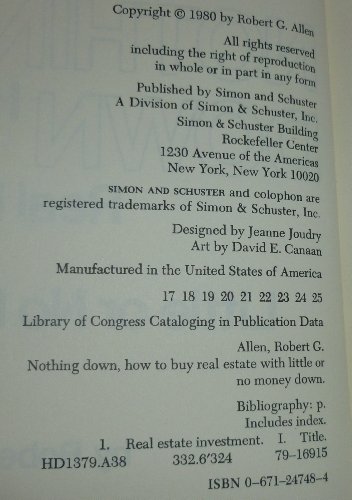 Copyright © 1980 by Robert G. Allen
All rights reserved
including the right of reproduction
in whole or in part in any form
Published by Simon and Schuster
A Division of Simon & Schuster, Inc.
Simon & Schuster Building
Rockefeller Center
1230 Avenue of the Americas
New York, New York 10020
SIMON AND SCHUSTER and colophon are
registered trademarks of Simon & Schuster, Inc.
Designed by Jeanne Joudry
Art by David E. Canaan
Manufactured in the United States of America
17 18 19 20 21 22 23 24 25
Library of Congress Cataloging in Publication Data
Allen, Robert G.
Nothing down, how to buy real estate with little or
no money down.
Bibliography: p.
Includes index.
1. Real estate investment. I. Title.
HD1379.A38 332.6'324 79-16915
ISBN 0-671-24748-4